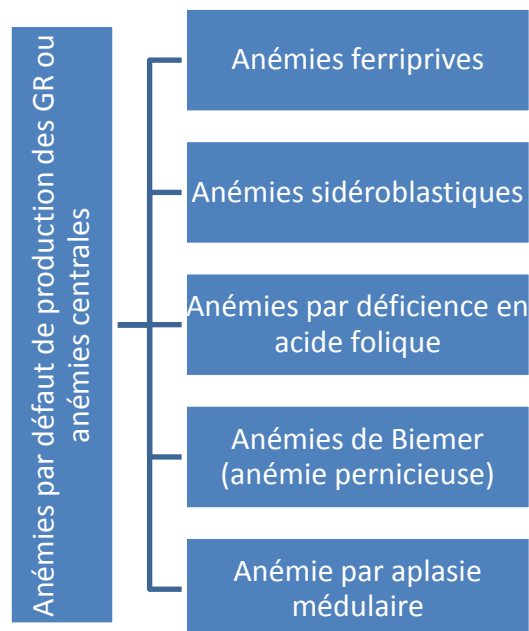 Anémies par défaut de production des GR ou
anémies centrales
Anémies ferriprives
Anémies sidéroblastiques
Anémies par déficience en
acide folique
Anémies de Biemer
(anémie pernicieuse)
Anémie par aplasie
médulaire